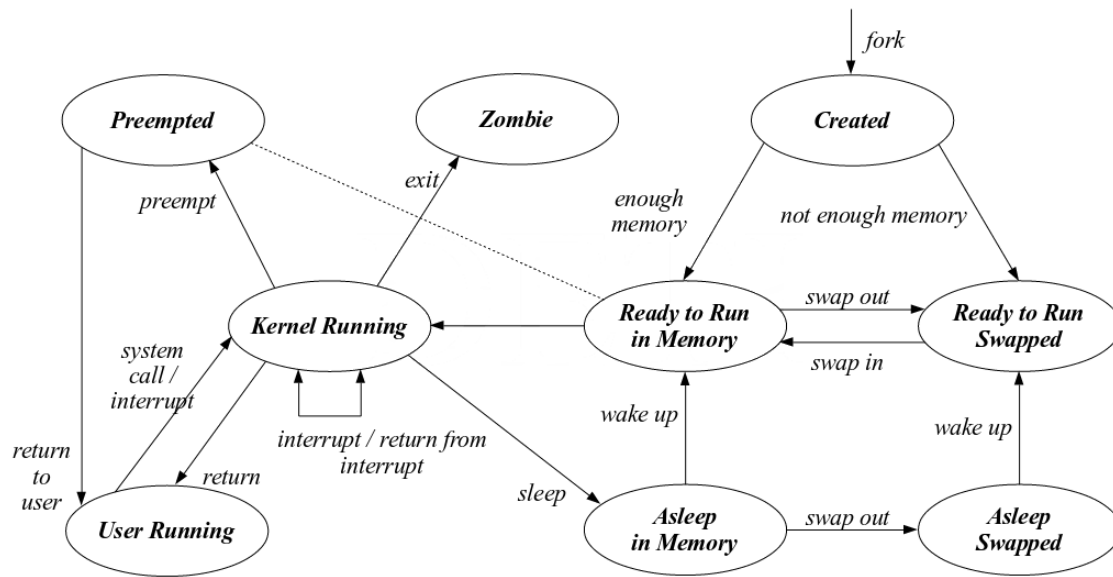 fork
Preempted
Zombie
Created
preempt
exit
enough
memory
not enough memory
Kernel Running
Ready to Run
in Memory
swap out
swap in
Ready to Run
Swapped
system
call /
interrupt
wake up
wake up
interrupt / return from
interrupt
return
to
user
return
sleep
User Running
Asleep
in Memory
swap out
Asleep
Swapped